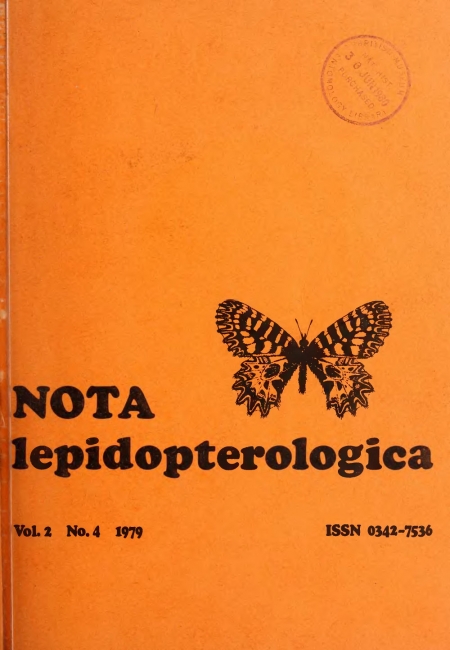 NOTA
lepidopterologica
Vol. 2 No. 4 1979
ISSN 0342-7536